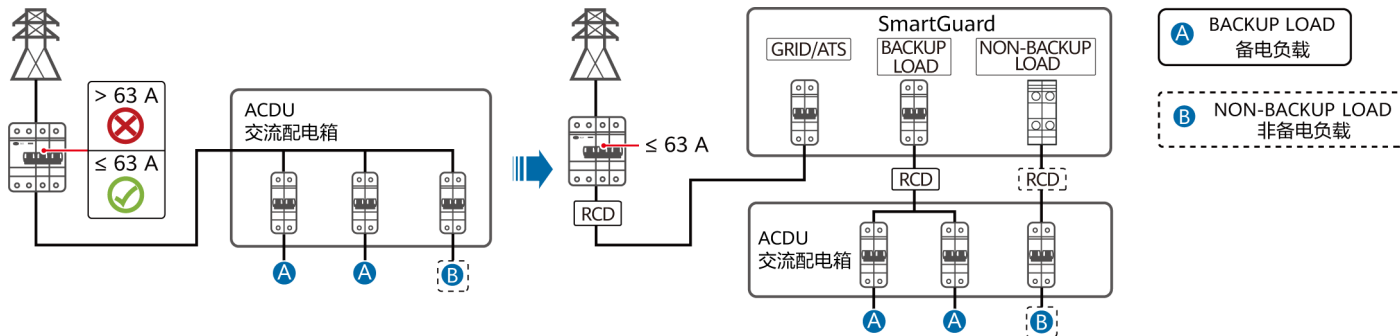 > 63 A
≤ 63 A
ACDU
交流配电箱
A
A
B
≤ 63 A
RCD
SmartGuard
GRID/ATS
BACKUP
LOAD
NON-BACKUP
LOAD
RCD
RCD
ACDU
交流配电箱
A
A
B
A
BACKUP LOAD
备电负载
B
NON-BACKUP LOAD
非备电负载